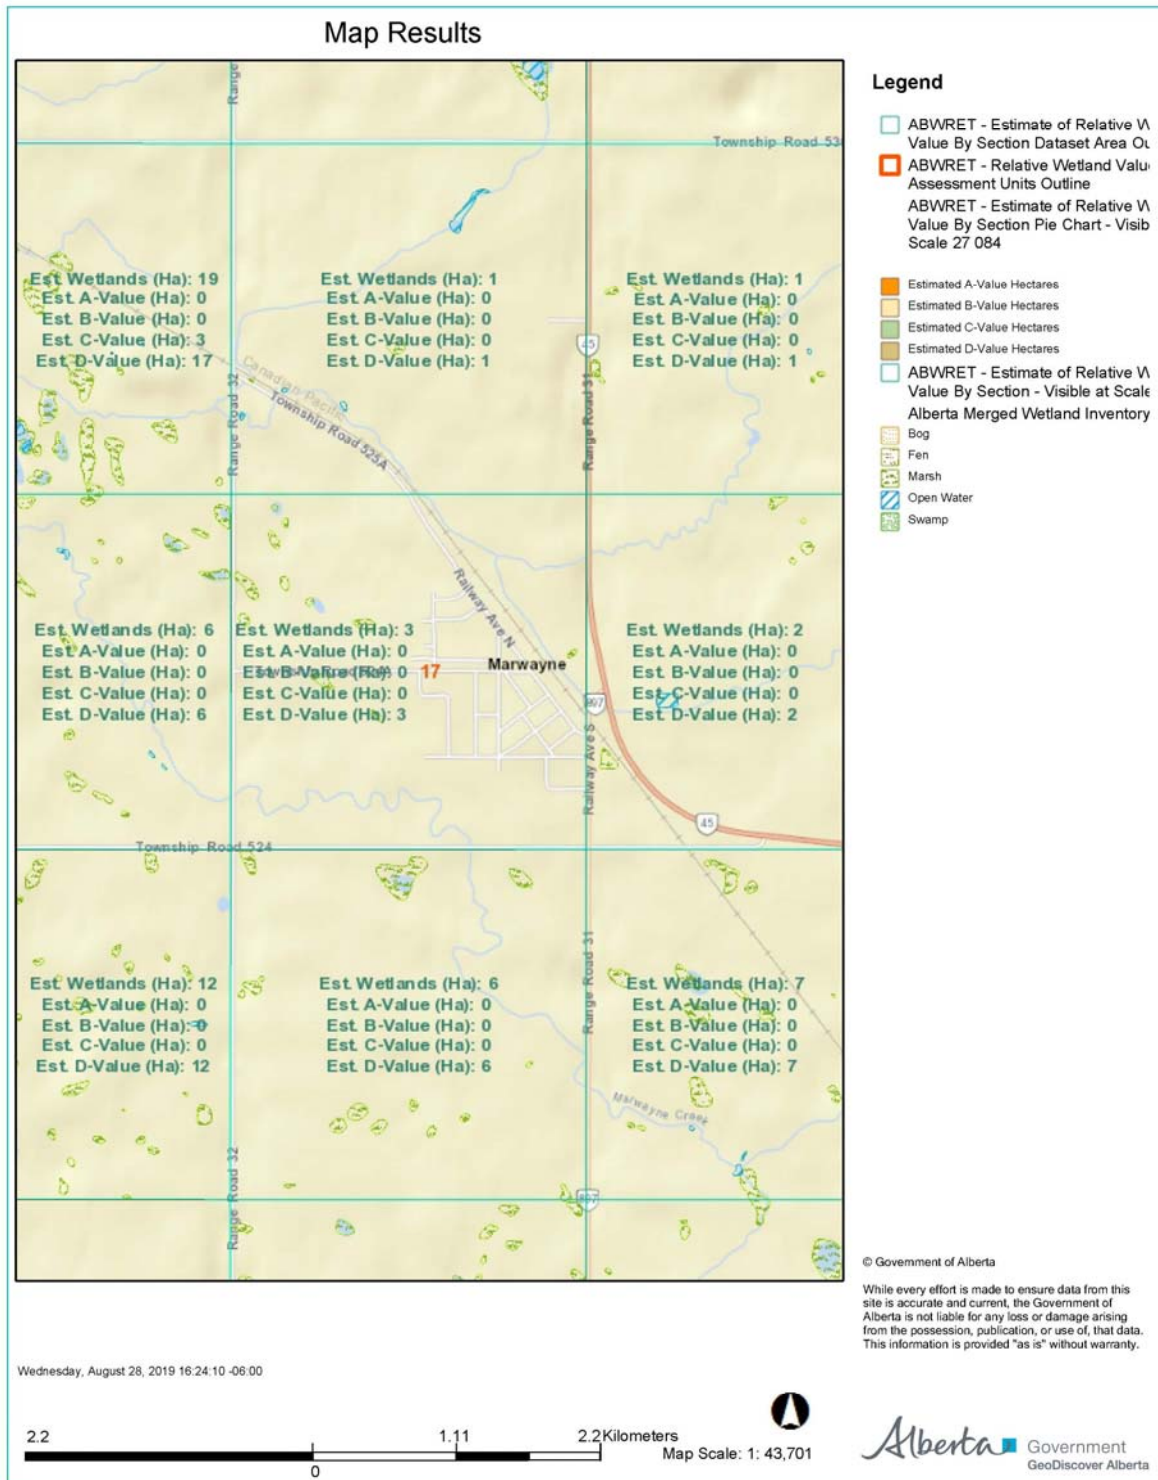 Map Results
Range
Township Road 53
Est. Wetlands (Ha): 19
Est. A-Value (Ha): 0
Est. B-Value (Ha): 0
Est. C-Value (Ha): 3
Est. D-Value (Ha): 17
Est. Wetlands (Ha): 1
Est. A-Value (Ha): 0
Est. B-Value (Ha): 0
Est. C-Value (Ha): 0
Est. D-Value (Ha): 1
Est. Wetlands (Ha): 1
Est. A-Value (Ha): 0
Est. B-Value (Ha): 0
Est. C-Value (Ha): 0
Est. D-Value (Ha): 1
45
Canadian Pacific
Township Road 525A
Range Road 32
Range Road 31
Railway Ave N
Est. Wetlands (Ha): 6
Est. A-Value (Ha): 0
Est. B-Value (Ha): 0
Est. C-Value (Ha): 0
Est. D-Value (Ha): 6
Est. Wetlands (Ha): 3
Est. A-Value (Ha): 0
Est. B-Value (Ha): 0
Est. C-Value (Ha): 0
Est. D-Value (Ha): 3
17
Marwayne
Est. Wetlands (Ha): 2
Est. A-Value (Ha): 0
Est. B-Value (Ha): 0
Est. C-Value (Ha): 0
Est. D-Value (Ha): 2
897
Railway Ave S
45
Township Road 524
Range Road 31
Est. Wetlands (Ha): 12
Est. A-Value (Ha): 0
Est. B-Value (Ha): 0
Est. C-Value (Ha): 0
Est. D-Value (Ha): 12
Est. Wetlands (Ha): 6
Est. A-Value (Ha): 0
Est. B-Value (Ha): 0
Est. C-Value (Ha): 0
Est. D-Value (Ha): 6
Est. Wetlands (Ha): 7
Est. A-Value (Ha): 0
Est. B-Value (Ha): 0
Est. C-Value (Ha): 0
Est. D-Value (Ha): 7
Marwayne Creek
Range Road 32
897
Legend
ABWRET - Estimate of Relative W
Value By Section Dataset Area Ou
ABWRET - Relative Wetland Valu
Assessment Units Outline
ABWRET - Estimate of Relative W
Value By Section Pie Chart - Visib
Scale 27 084
Estimated A-Value Hectares
Estimated B-Value Hectares
Estimated C-Value Hectares
Estimated D-Value Hectares
ABWRET - Estimate of Relative W
Value By Section - Visible at Scale
Alberta Merged Wetland Inventory
Bog
Fen
Marsh
Open Water
Swamp
© Government of Alberta
While every effort is made to ensure data from this
site is accurate and current, the Government of
Alberta is not liable for any loss or damage arising
from the possession, publication, or use of, that data.
This information is provided "as is" without warranty.
Wednesday, August 28, 2019 16:24:10 -06:00
2.2
0
1.11
2.2 Kilometers
Map Scale: 1: 43,701
Alberta Government
GeoDiscover Alberta